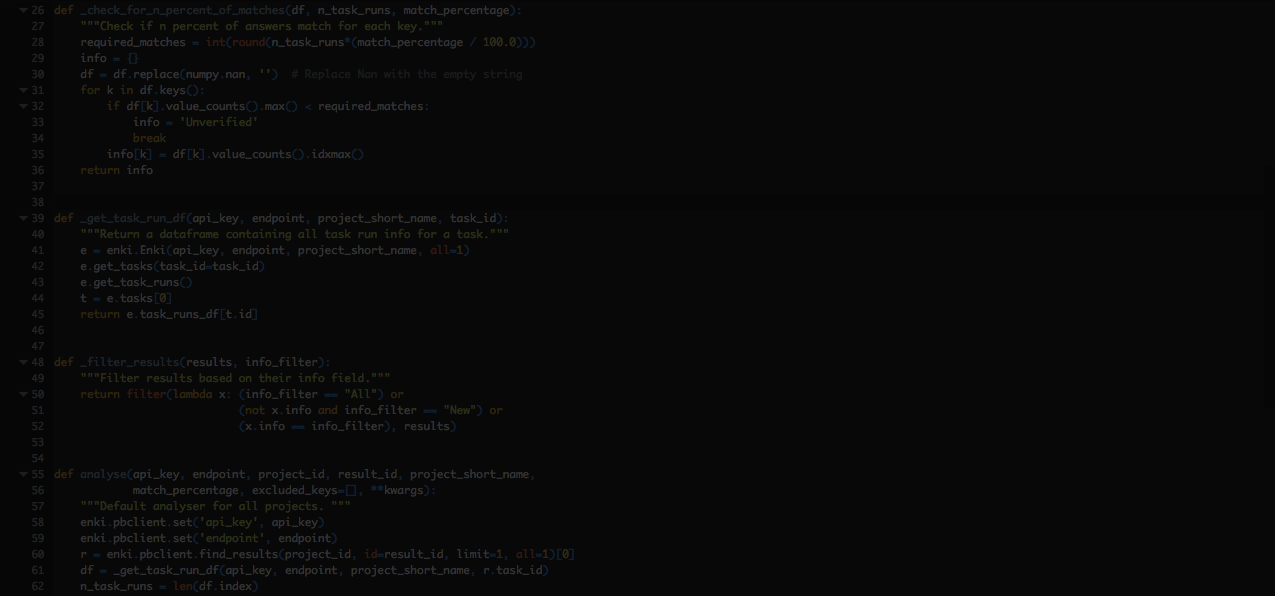 26 def _check_for_n_percent_of_matches(df, n_task_runs, match_percentage):
27     """Check if n percent of answers match for each key."""
28     required_matches = int(round(n_task_runs*(match_percentage / 100.0)))
29     info = {}
30     df = df.replace(numpy.nan, '')  # Replace Nan with the empty string
31     for k in df.keys():
32         if df[k].value_counts().max() < required_matches:
33             info = 'Unverified'
34             break
35         info[k] = df[k].value_counts().idxmax()
36     return info
37
38
39 def _get_task_run_df(api_key, endpoint, project_short_name, task_id):
40     """Return a dataframe containing all task run info for a task."""
41     e = enki.Enki(api_key, endpoint, project_short_name, all=1)
42     e.get_tasks(task_id=task_id)
43     e.get_task_runs()
44     t = e.tasks[0]
45     return e.task_runs_df[t.id]
46
47
48 def _filter_results(results, info_filter):
49     """Filter results based on their info field."""
50     return filter(lambda x: (info_filter == "All") or
51                             (not x.info and info_filter == "New") or
52                             (x.info == info_filter), results)
53
54
55 def analyse(api_key, endpoint, project_id, result_id, project_short_name,
56             match_percentage, excluded_keys=[], **kwargs):
57     """Default analyser for all projects. """
58     enki.pbclient.set('api_key', api_key)
59     enki.pbclient.set('endpoint', endpoint)
60     r = enki.pbclient.find_results(project_id, id=result_id, limit=1, all=1)[0]
61     df = _get_task_run_df(api_key, endpoint, project_short_name, r.task_id)
62     n_task_runs = len(df.index)